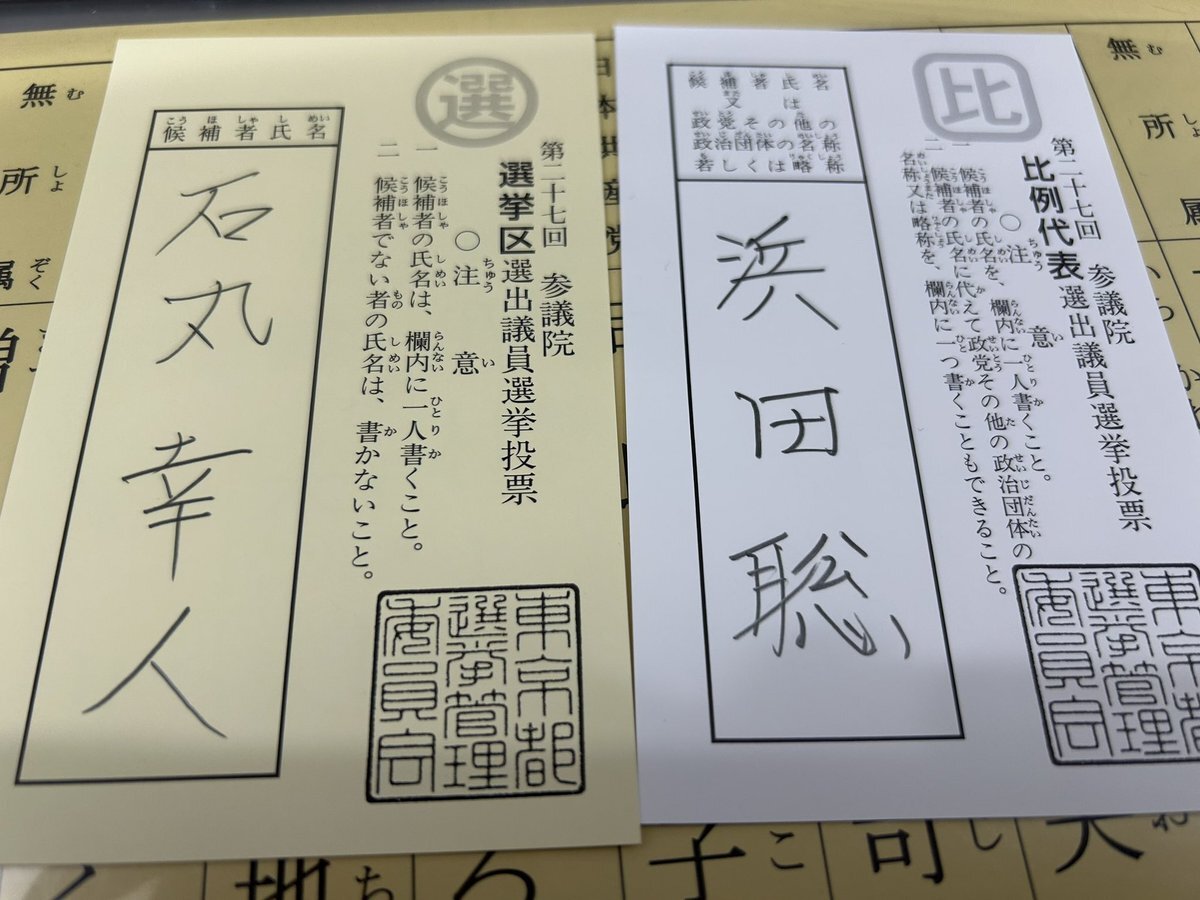 選
第二十七回 参議院
選挙区選出議員選挙投票
○注意
一 候補者の氏名は、欄内に一人書くこと。
二 候補者でない者の氏名は、書かないこと。
候補者氏名
石丸幸人
東京都
選挙管理
委員会
比
第二十七回 参議院
比例代表選出議員選挙投票
○注意
一 候補者の氏名を、欄内に一人書くこと。
二 候補者の氏名に代えて政党その他の政治団体の
名称又は略称を、欄内に一つ書くこともできること。
候補者氏名
又は
政党その他の
政治団体の名称
若しくは略称
浜田聡
東京都
選挙管理
委員会
無所属
日本共産党
無所属